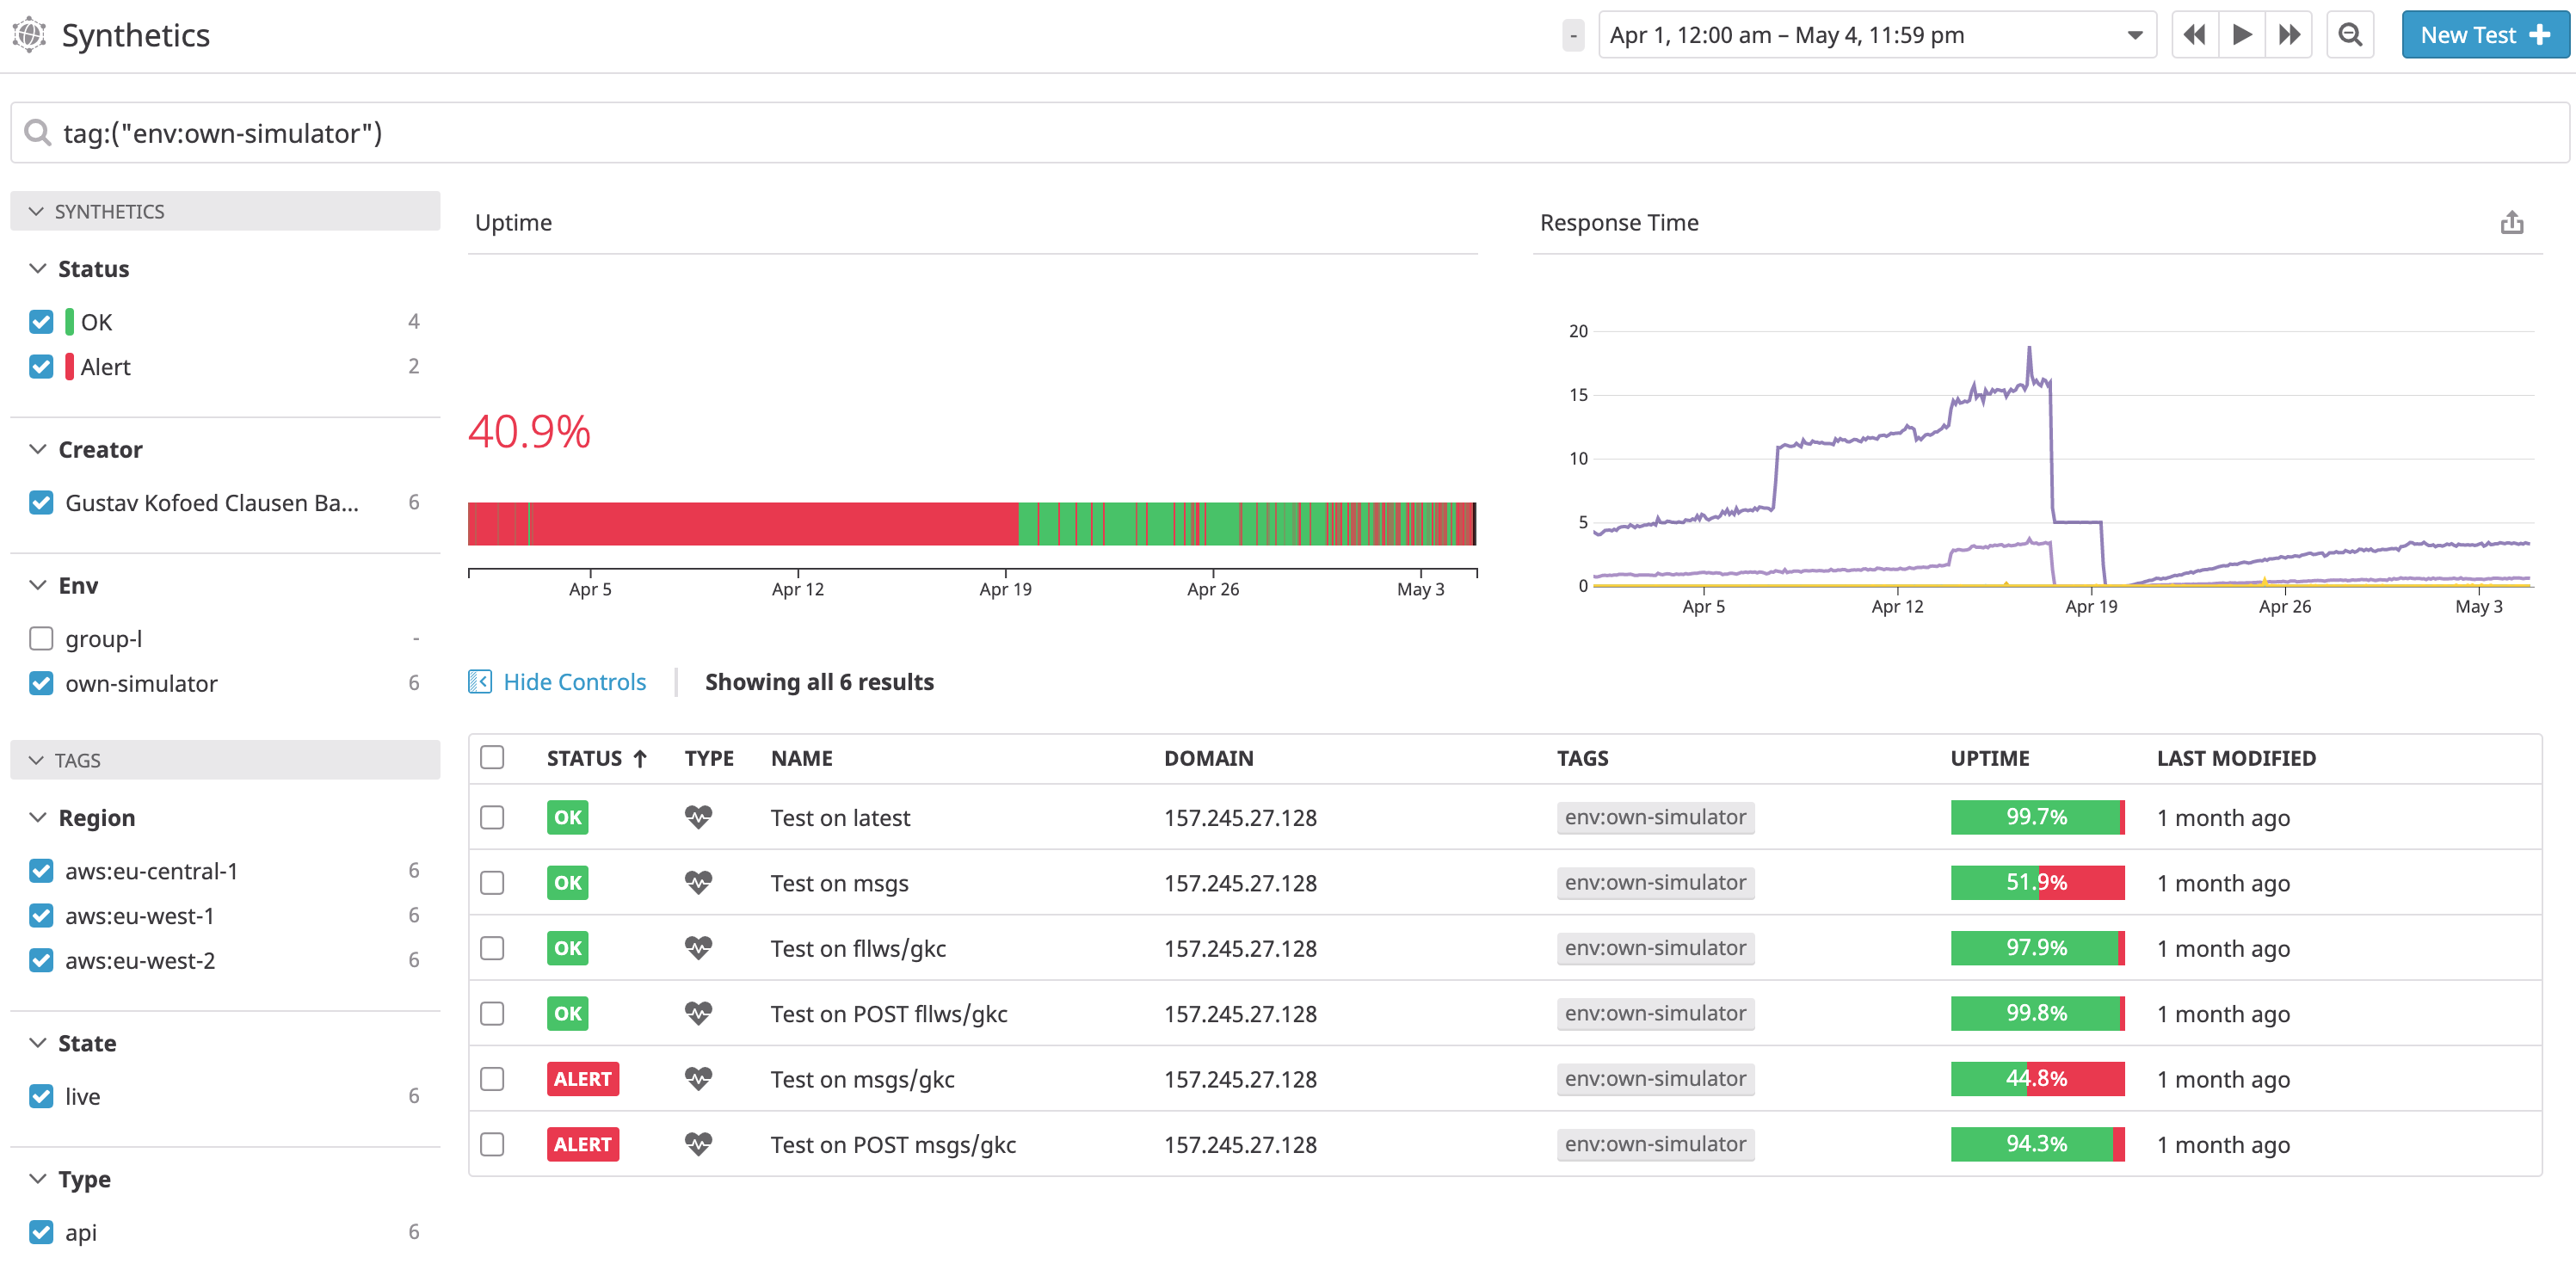 Synthetics
-
Apr 1, 12:00 am – May 4, 11:59 pm
New Test
tag:("env:own-simulator")
SYNTHETICS
Status
OK 4
Alert 2
Creator
Gustav Kofoed Clausen Ba... 6
Env
group-l -
own-simulator 6
TAGS
Region
aws:eu-central-1 6
aws:eu-west-1 6
aws:eu-west-2 6
State
live 6
Type
api 6
Uptime
40.9%
Apr 5 Apr 12 Apr 19 Apr 26 May 3
Response Time
20
15
10
5
0
Apr 5 Apr 12 Apr 19 Apr 26 May 3
Hide Controls Showing all 6 results
STATUS TYPE NAME DOMAIN TAGS UPTIME LAST MODIFIED
OK Test on latest 157.245.27.128 env:own-simulator 99.7% 1 month ago
OK Test on msgs 157.245.27.128 env:own-simulator 51.9% 1 month ago
OK Test on fllws/gkc 157.245.27.128 env:own-simulator 97.9% 1 month ago
OK Test on POST fllws/gkc 157.245.27.128 env:own-simulator 99.8% 1 month ago
ALERT Test on msgs/gkc 157.245.27.128 env:own-simulator 44.8% 1 month ago
ALERT Test on POST msgs/gkc 157.245.27.128 env:own-simulator 94.3% 1 month ago